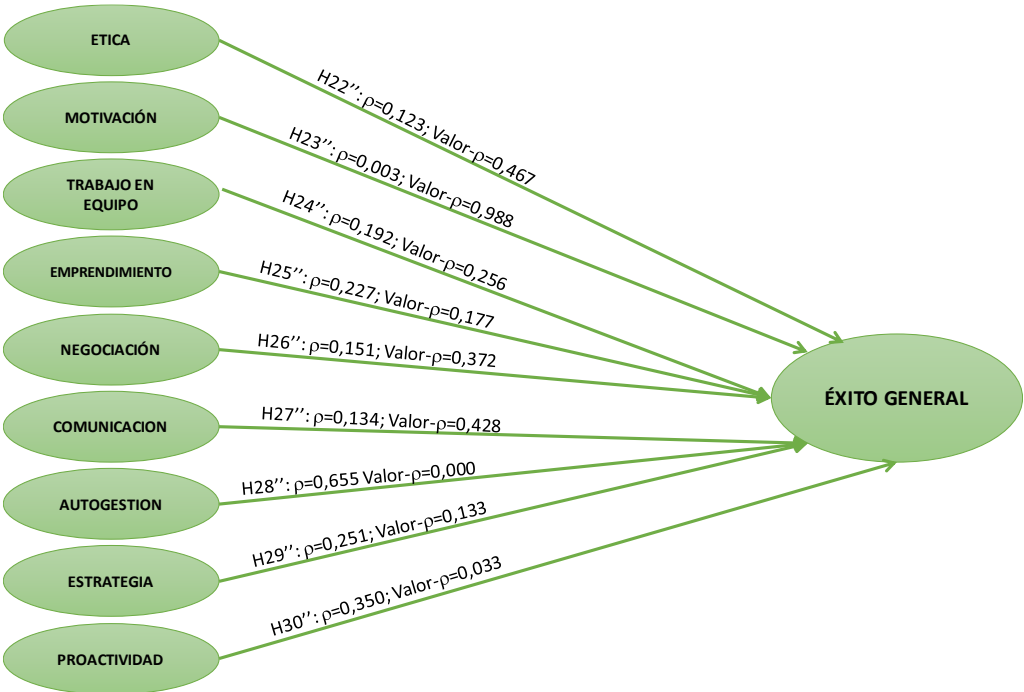 ETICA
H22’’: ρ=0,123; Valor-ρ=0,467
MOTIVACIÓN
H23’’: ρ=0,003; Valor-ρ=0,988
TRABAJO EN
EQUIPO
H24’’: ρ=0,192; Valor-ρ=0,256
EMPRENDIMIENTO
H25’’: ρ=0,227; Valor-ρ=0,177
NEGOCIACIÓN
H26’’: ρ=0,151; Valor-ρ=0,372
ÉXITO GENERAL
COMUNICACION
H27’’: ρ=0,134; Valor-ρ=0,428
AUTOGESTION
H28’’: ρ=0,655 Valor-ρ=0,000
ESTRATEGIA
H29’’: ρ=0,251; Valor-ρ=0,133
PROACTIVIDAD
H30’’: ρ=0,350; Valor-ρ=0,033